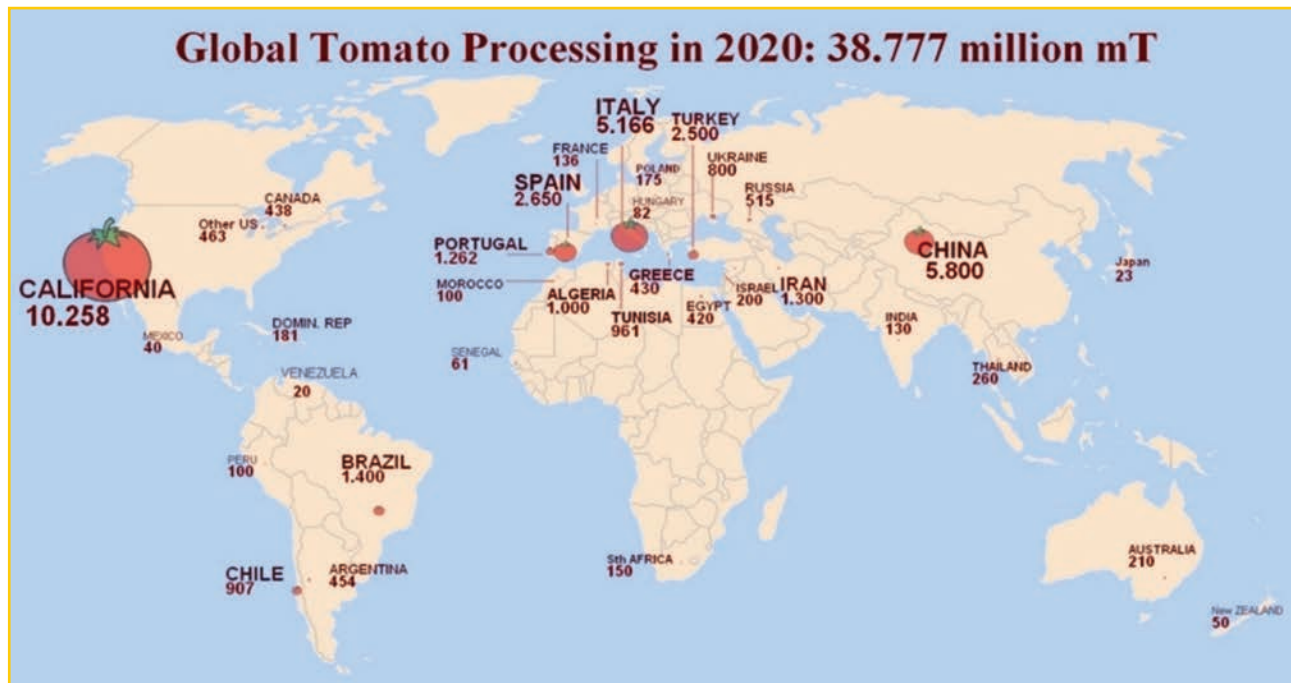 Global Tomato Processing in 2020: 38.777 million mT
ITALY
5.166
TURKEY
2.500
FRANCE
136
POLAND
175
UKRAINE
800
SPAIN
2.650
RUSSIA
515
HUNGARY
82
CANADA
438
Other US
463
PORTUGAL
1.262
CHINA
5.800
Japan
23
CALIFORNIA
10.258
MOROCCO
100
ALGERIA
1.000
GREECE
430
ISRAEL
200
IRAN
1.300
TUNISIA
961
EGYPT
420
INDIA
130
MEXICO
40
DOMIN. REP
181
SENEGAL
61
THAILAND
260
VENEZUELA
20
PERU
100
BRAZIL
1.400
CHILE
907
ARGENTINA
454
Sth AFRICA
150
AUSTRALIA
210
New ZEALAND
50